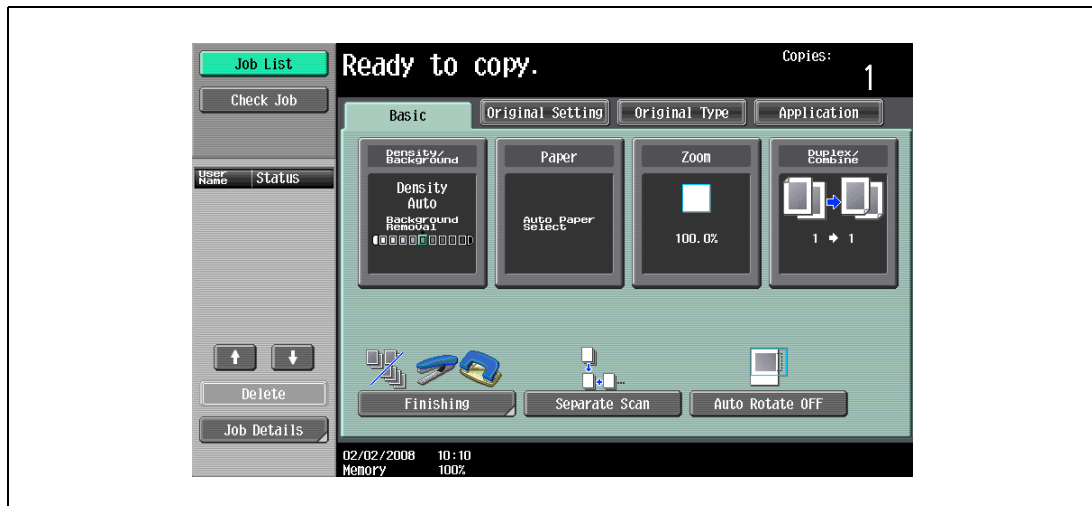 Job List
Check Job
User Name Status
Delete
Job Details
Ready to copy.
Copies:
1
Basic
Original Setting
Original Type
Application
Density/
Background
Density
Auto
Background
Removal
Paper
Auto Paper
Select
Zoom
100.0%
Duplex/
Combine
1 → 1
Finishing
Separate Scan
Auto Rotate OFF
02/02/2008 10:10
Memory 100%